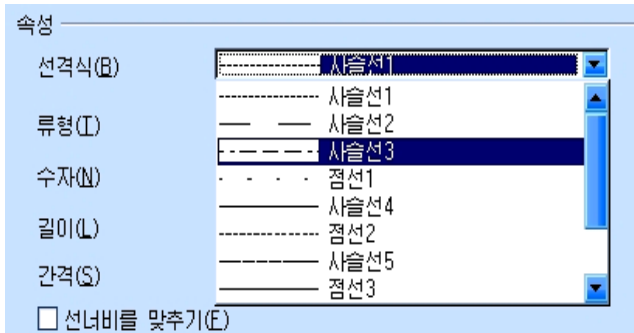 속성
선격식(B) 사슬선1
사슬선1
류형(T) 사슬선2
사슬선3
수자(N) 점선1
사슬선4
길이(L) 점선2
사슬선5
간격(S) 점선3
선너비를 맞추기(F)